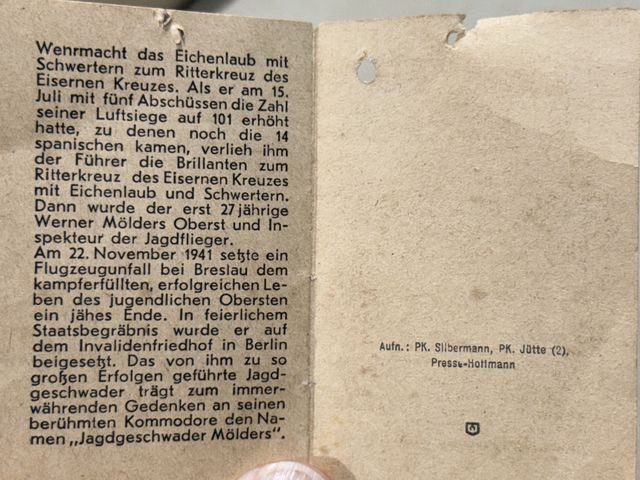 Wehrmacht das Eichenlaub mit
Schwertern zum Ritterkreuz des
Eisernen Kreuzes. Als er am 15.
Juli mit fünf Abschüssen die Zahl
seiner Luftsiege auf 101 erhöht
hatte, zu denen noch die 14
spanischen kamen, verlieh ihm
der Führer die Brillanten zum
Ritterkreuz des Eisernen Kreuzes
mit Eichenlaub und Schwertern.
Dann wurde der erst 27jährige
Werner Mölders Oberst und In-
spekteur der Jagdflieger.
Am 22. November 1941 setzte ein
Flugzeugunfall bei Breslau dem
kampferfüllten, erfolgreichen Le-
ben des jugendlichen Obersten
ein jähes Ende. In feierlichem
Staatsbegräbnis wurde er auf
dem Invalidenfriedhof in Berlin
beigesetzt. Das von ihm zu so
großen Erfolgen geführte Jagd-
geschwader trägt zum immer-
währenden Gedenken an seinen
berühmten Kommodore den Na-
men „Jagdgeschwader Mölders".
Aufn.: PK. Silbermann, PK. Jütte (2),
Presse-Hoffmann